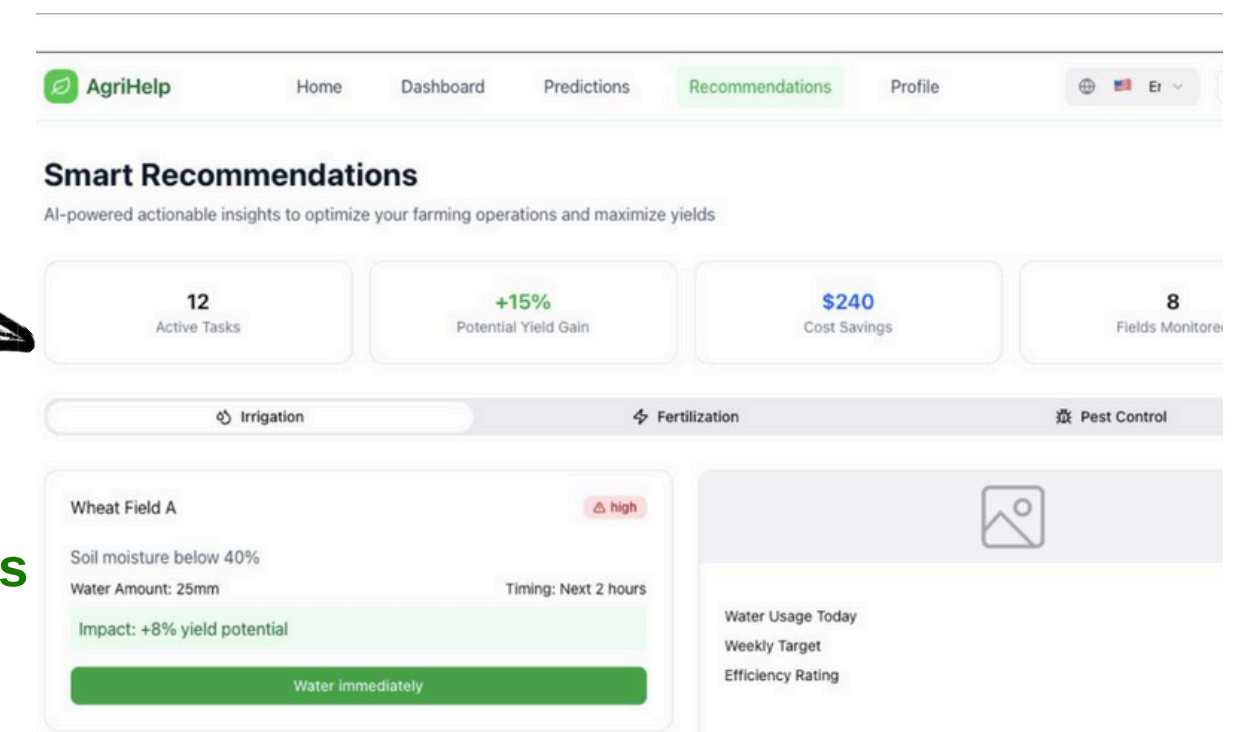 AgriHelp Home Dashboard Predictions Recommendations Profile Er
Smart Recommendations
AI-powered actionable insights to optimize your farming operations and maximize yields
12 +15% $240 8
Active Tasks Potential Yield Gain Cost Savings Fields Monitore
Irrigation Fertilization Pest Control
Wheat Field A high
Soil moisture below 40%
s
Water Amount: 25mm Timing: Next 2 hours
Impact: +8% yield potential
Water immediately
Water Usage Today
Weekly Target
Efficiency Rating